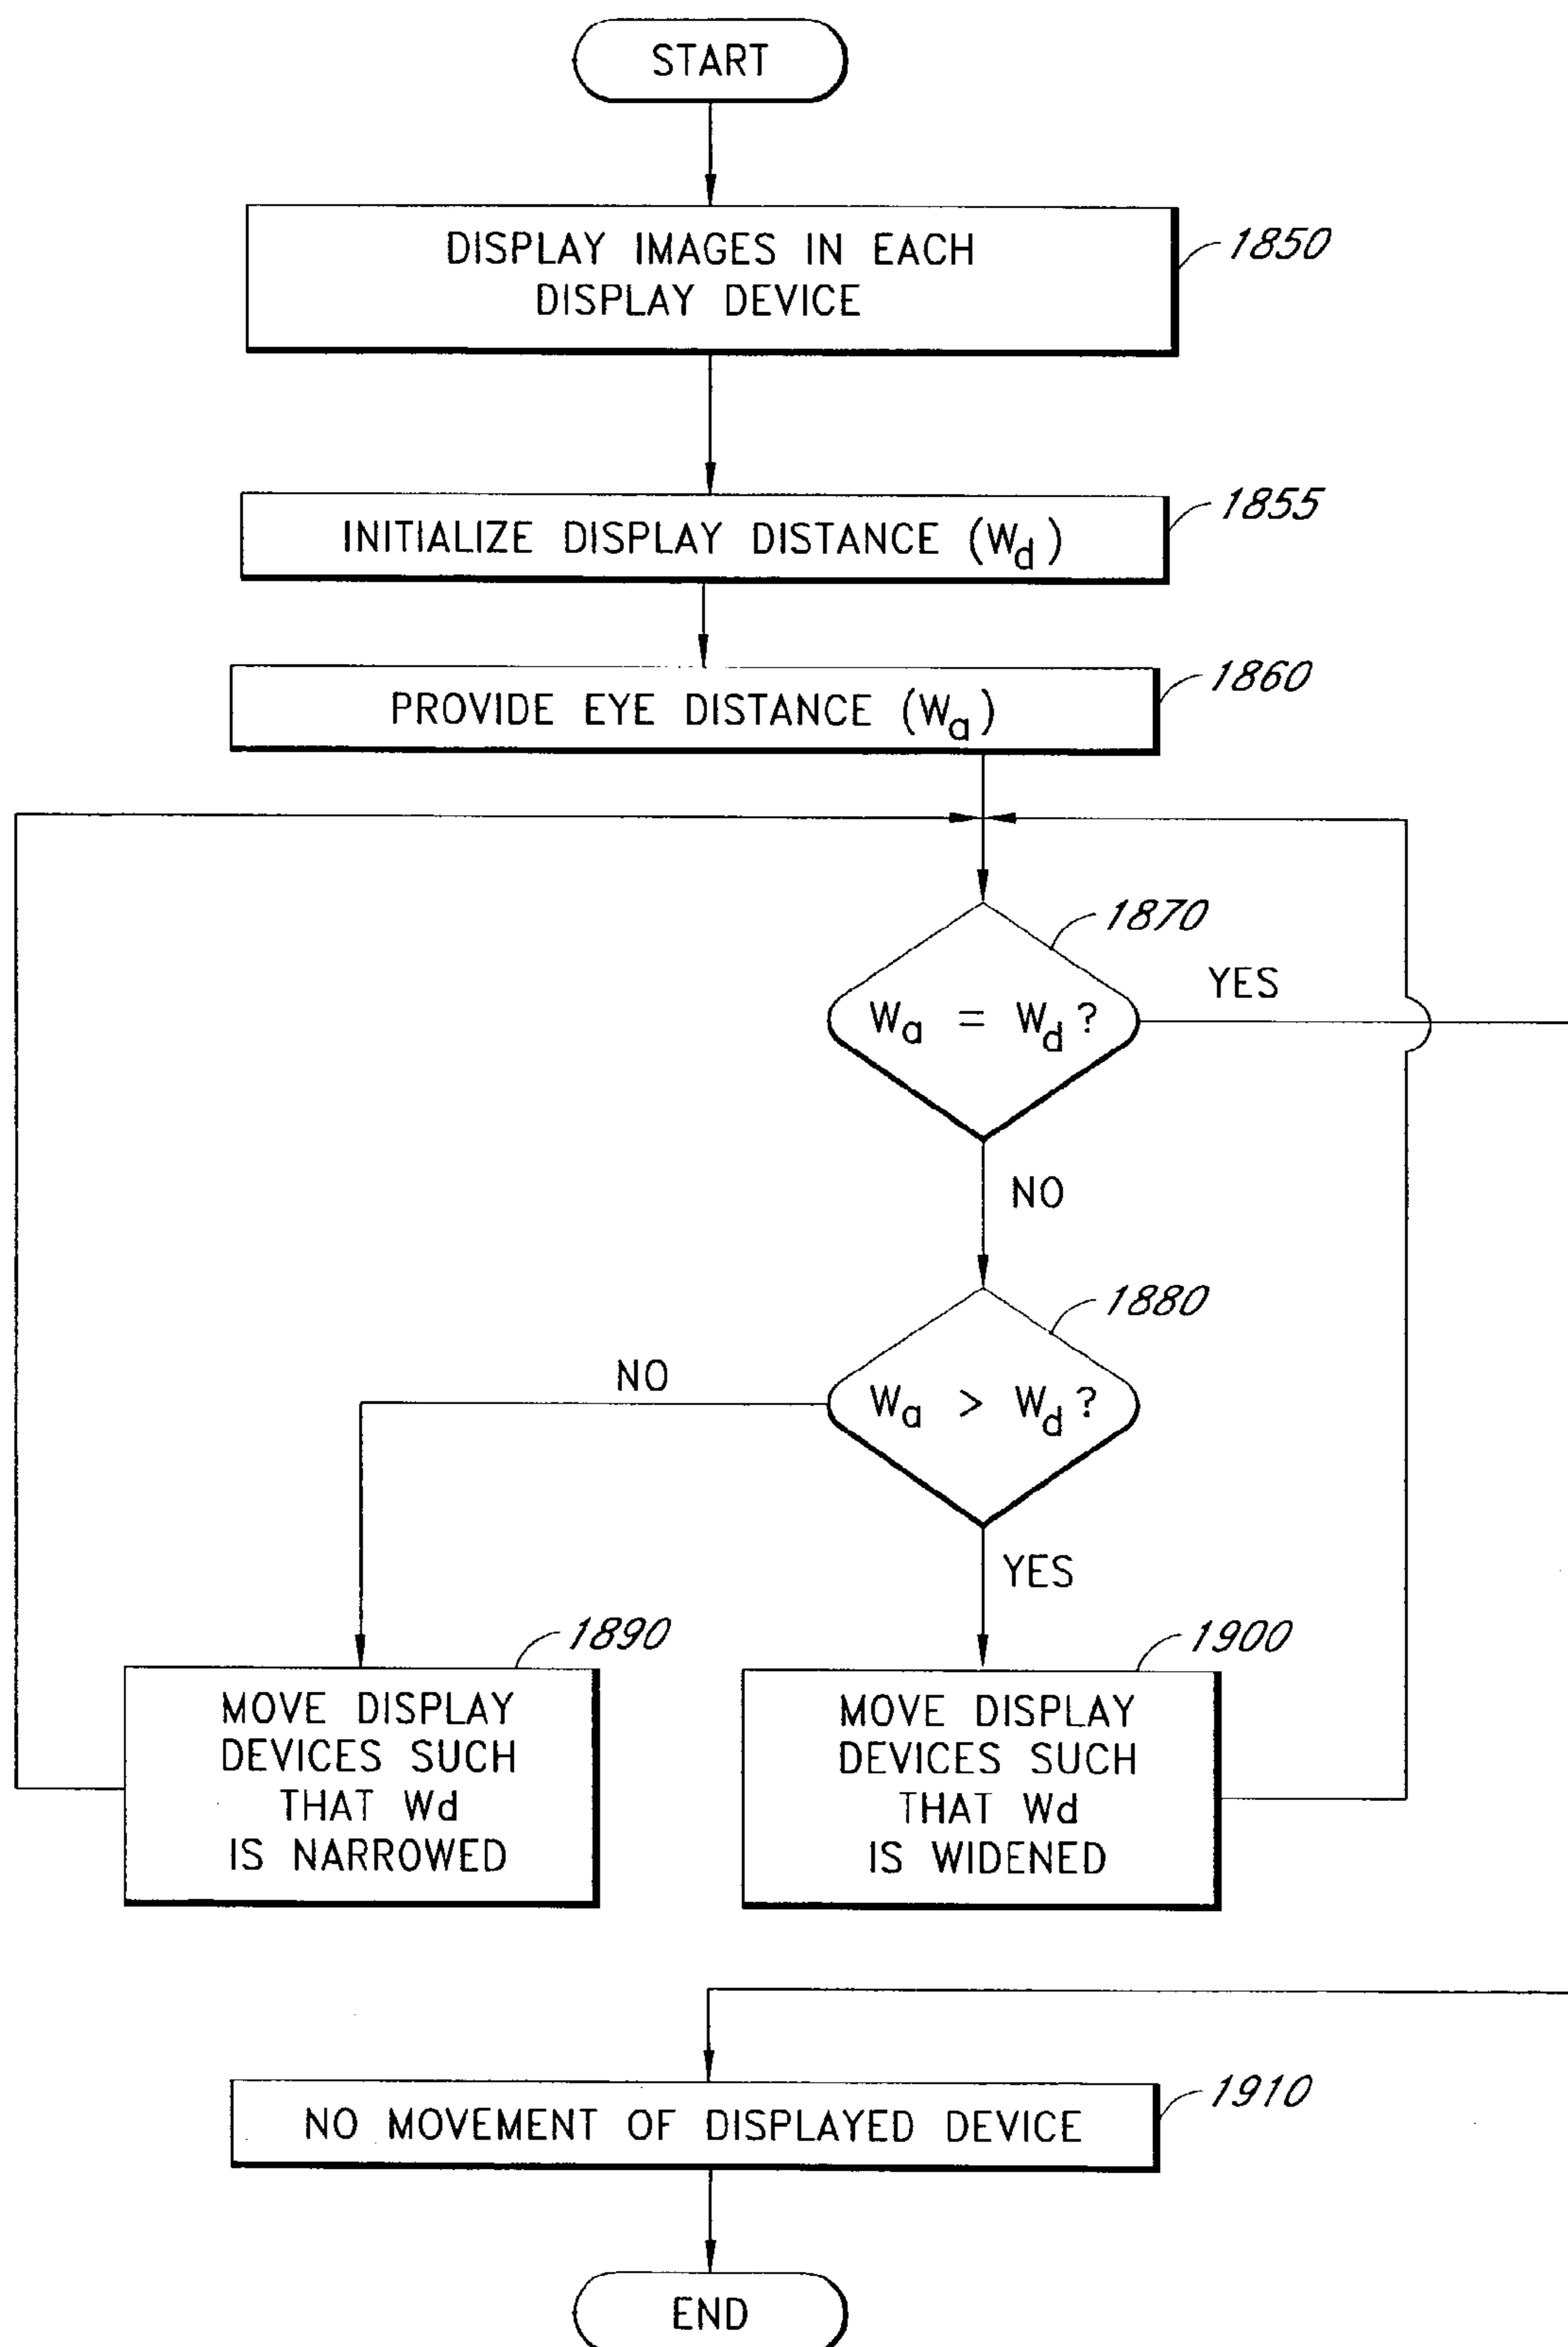 START
DISPLAY IMAGES IN EACH
DISPLAY DEVICE
1850
INITIALIZE DISPLAY DISTANCE (Wd)
1855
PROVIDE EYE DISTANCE (Wa)
1860
1870
Wa = Wd ?
YES
NO
1880
Wa > Wd ?
NO
YES
1890
MOVE DISPLAY
DEVICES SUCH
THAT Wd
IS NARROWED
1900
MOVE DISPLAY
DEVICES SUCH
THAT Wd
IS WIDENED
1910
NO MOVEMENT OF DISPLAYED DEVICE
END